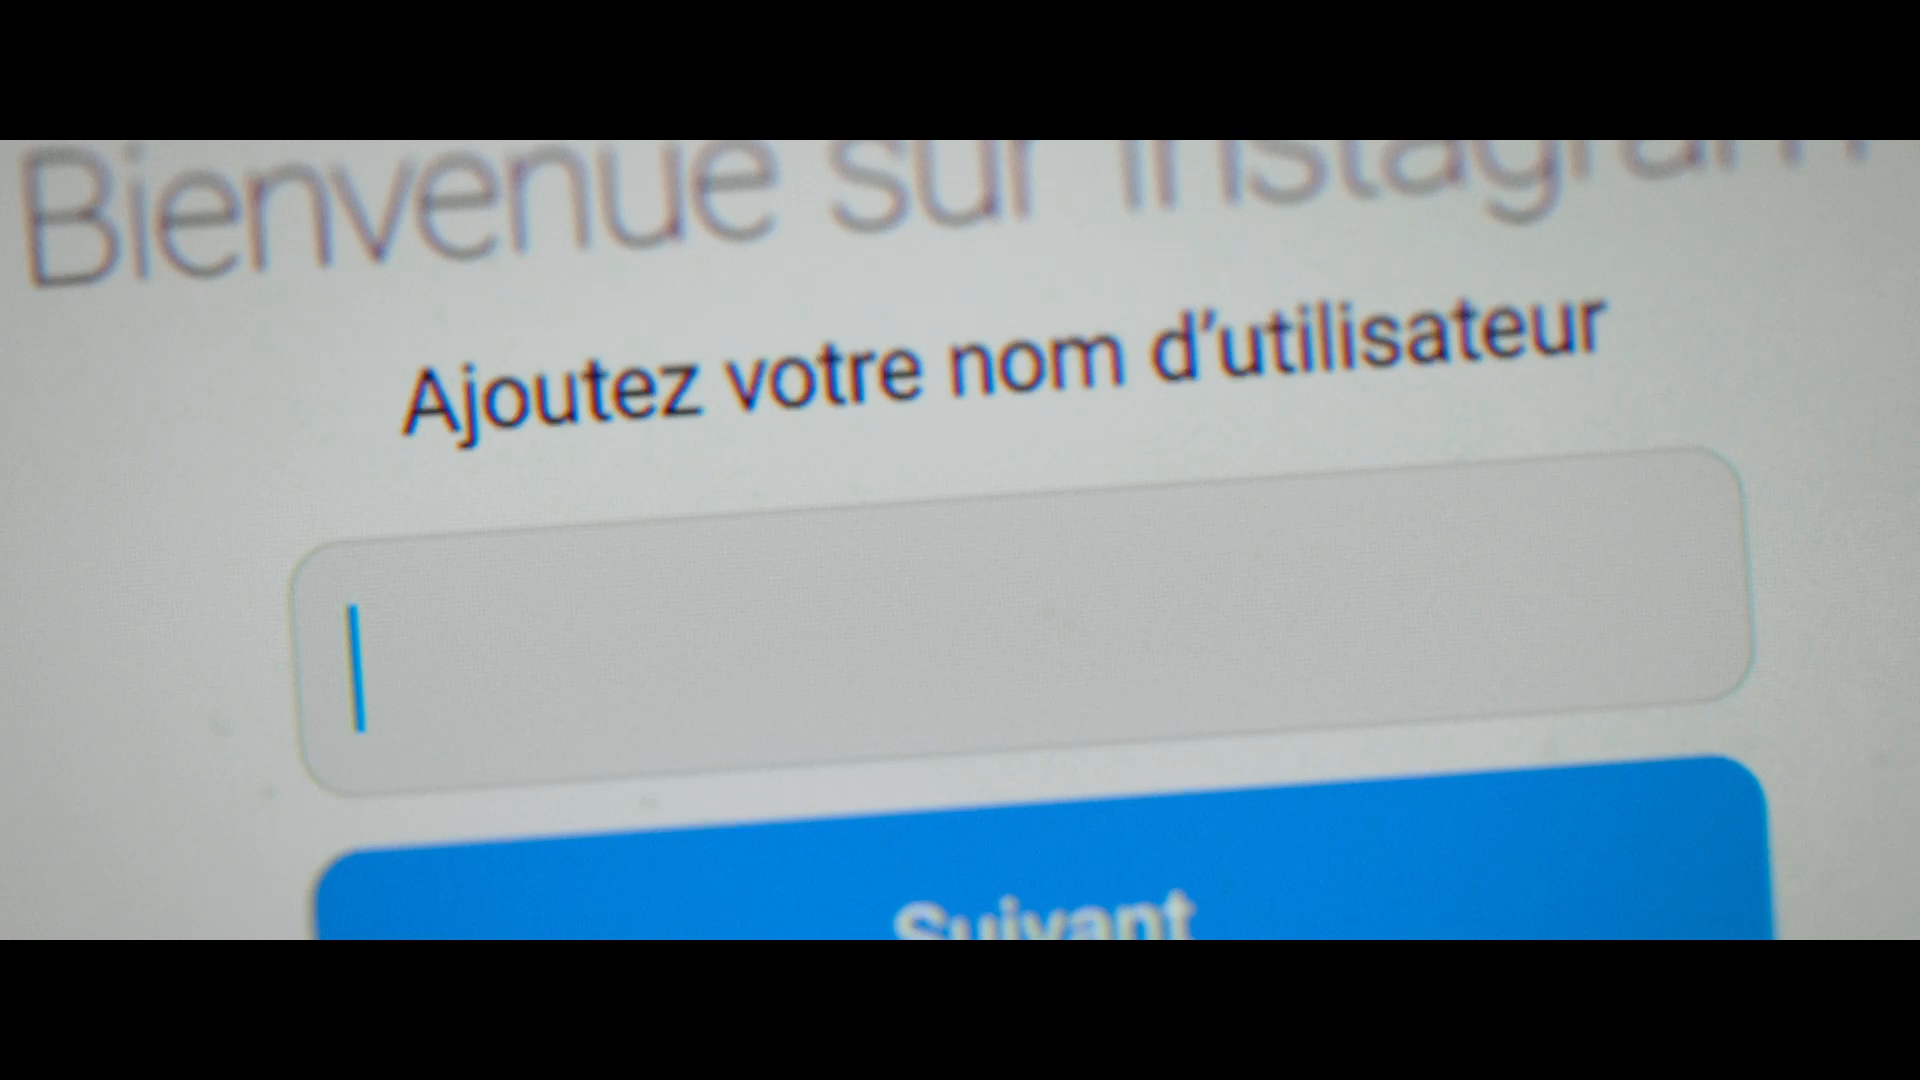 Bienvenue sur Instagram
Ajoutez votre nom d’utilisateur
Suivant